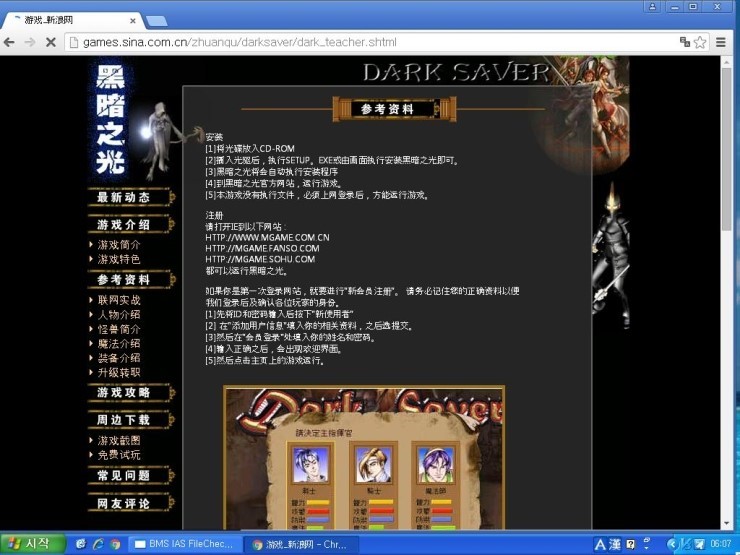 游戏_新浪网
games.sina.com.cn/zhuanqu/darksaver/dark_teacher.shtml
黑暗之光
DARK SAVER
最新动态
游戏介绍
游戏简介
游戏特色
参考资料
联网实战
人物介绍
怪兽简介
魔法介绍
装备介绍
升级转职
游戏攻略
周边下载
游戏截图
免费试玩
常见问题
网友评论
参考资料
安装
[1]将光碟放入CD-ROM
[2]插入光驱后，执行SETUP。EXE或由画面执行安装黑暗之光即可。
[3]黑暗之光将会自动执行安装程序
[4]到黑暗之光官方网站，运行游戏。
[5]本游戏没有执行文件，必须上网登录后，方能运行游戏。
注册
请打开IE到以下网站：
HTTP://WWW.MGAME.COM.CN
HTTP://MGAME.FANSO.COM
HTTP://MGAME.SOHU.COM
都可以运行黑暗之光。
如果你是第一次登录网站，就要进行"新会员注册"。 请务必记住您的正确资料以便
我们登录后及确认各位玩家的身份。
[1]先将ID和密码输入后按下"新使用者"
[2] 在"添加用户信息"填入你的相关资料，之后选提交。
[3]然后在"会员登录"处填入你的姓名和密码。
[4]输入正确之后，会出现欢迎界面。
[5]然后点击主页上的游戏运行。
Dark Saver
請決定主指揮官
劍士
騎士
魔法師
시작
BMS IAS FileChec...
游戏_新浪网 - Chr...
A 漢
06:07